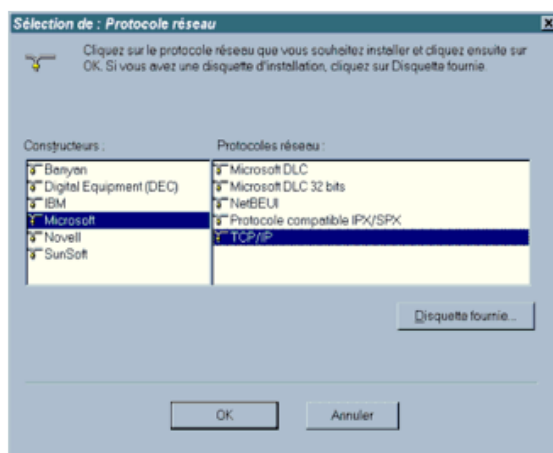 Sélection de : Protocole réseau
Cliquez sur le protocole réseau que vous souhaitez installer et cliquez ensuite sur
OK. Si vous avez une disquette d'installation, cliquez sur Disquette fournie.
Constructeurs :
Protocoles réseau :
Banyan
Digital Equipment (DEC)
IBM
Microsoft
Novell
SunSoft
Microsoft DLC
Microsoft DLC 32 bits
NetBEUI
Protocole compatible IPX/SPX
TCP/IP
Disquette fournie...
OK
Annuler